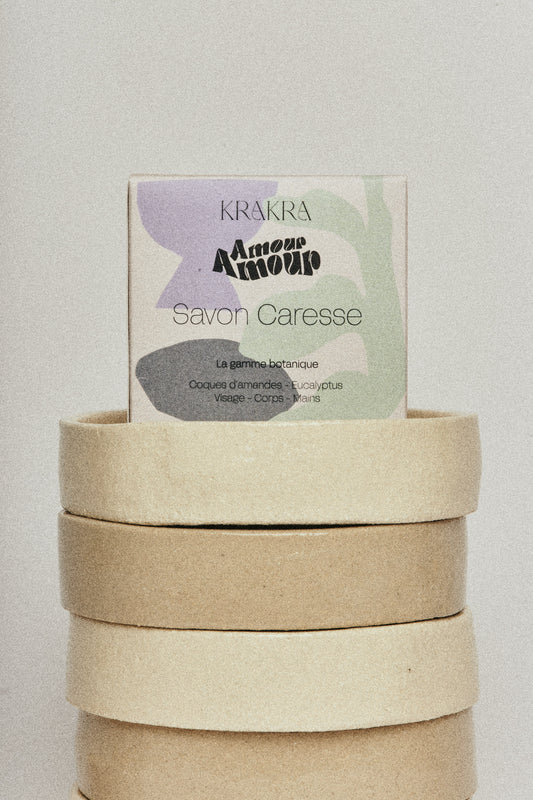 KRAKRA
Amour
Amour
Savon Caresse
La gamme botanique
Coques d'amandes - Eucalyptus
Visage - Corps - Mains